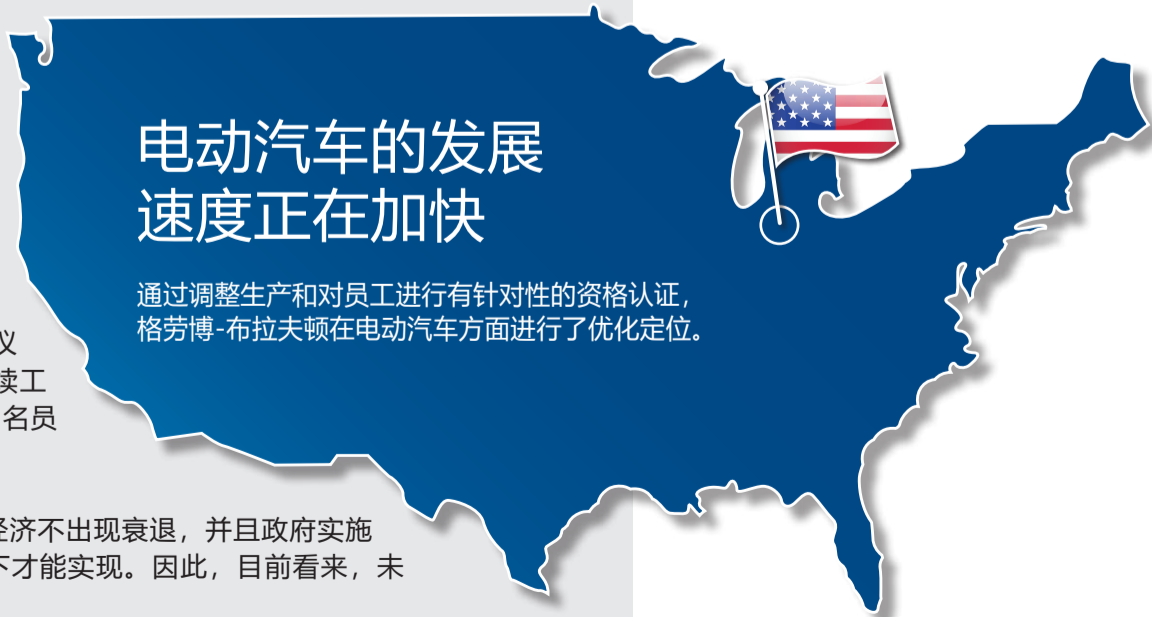 电动汽车的发展
速度正在加快
通过调整生产和对员工进行有针对性的资格认证，
格劳博-布拉夫顿在电动汽车方面进行了优化定位。
议
续工
名员
经济不出现衰退，并且政府实施
下才能实现。因此，目前看来，未